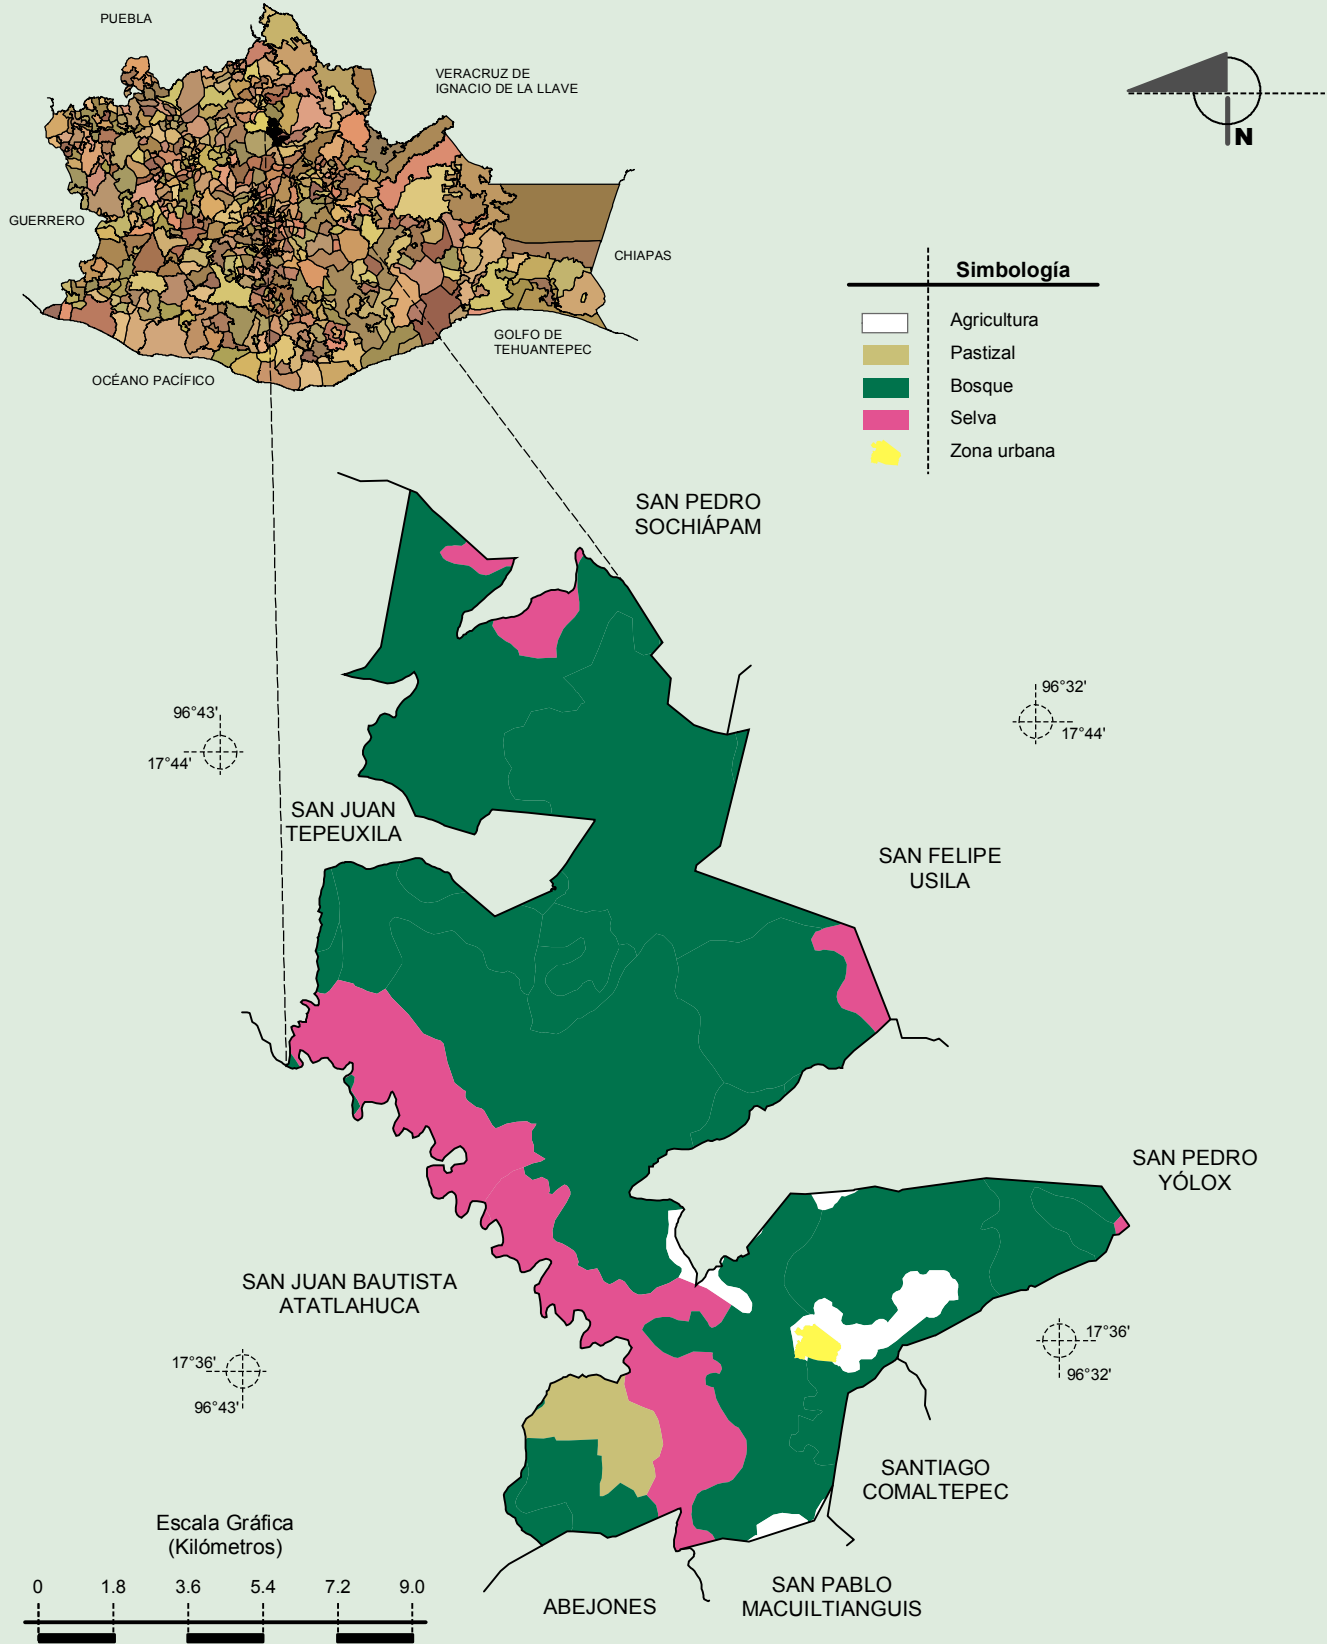 PUEBLA
VERACRUZ DE
IGNACIO DE LA LLAVE
N
GUERRERO
CHIAPAS
GOLFO DE
TEHUANTEPEC
OCÉANO PACÍFICO
Simbología
Agricultura
Pastizal
Bosque
Selva
Zona urbana
SAN PEDRO
SOCHIÁPAM
96°43'
17°44'
96°32'
17°44'
SAN JUAN
TEPEUXILA
SAN FELIPE
USILA
SAN PEDRO
YÓLOX
SAN JUAN BAUTISTA
ATATLAHUCA
17°36'
96°43'
17°36'
96°32'
SANTIAGO
COMALTEPEC
Escala Gráfica
(Kilómetros)
0 1.8 3.6 5.4 7.2 9.0
ABEJONES
SAN PABLO
MACUILTIANGUIS